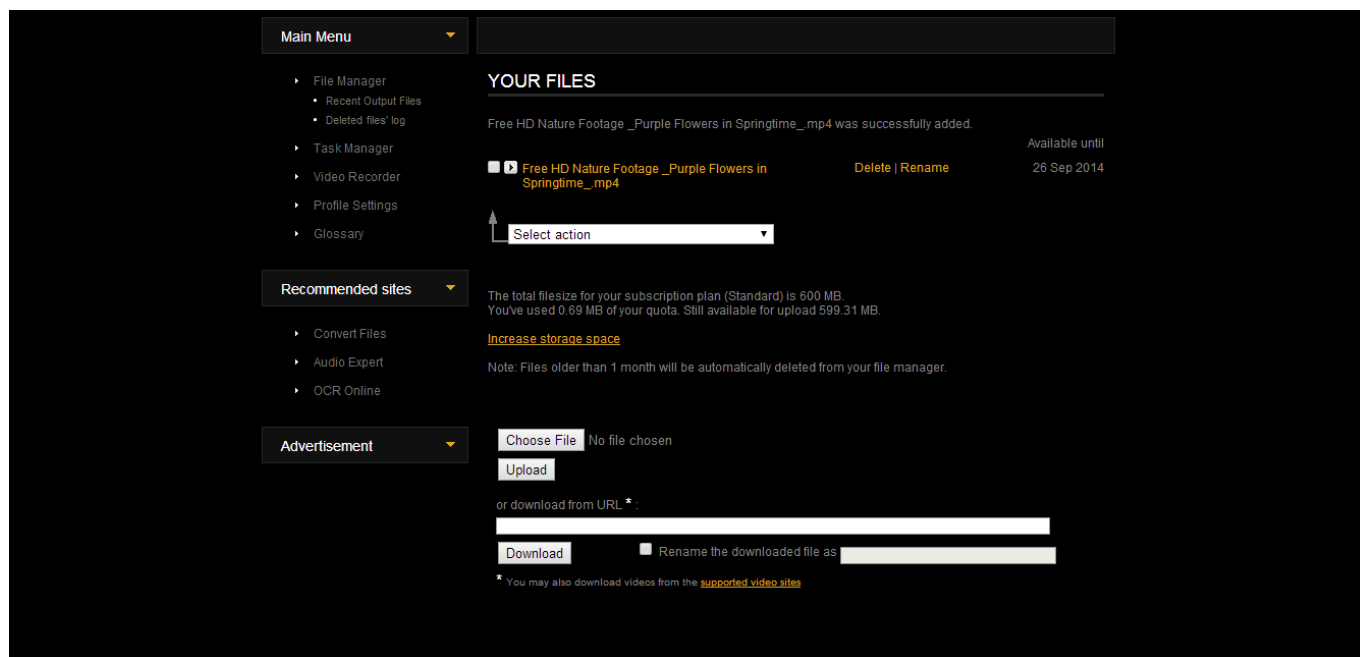 Main Menu
File Manager
Recent Output Files
Deleted files' log
Task Manager
Video Recorder
Profile Settings
Glossary
Recommended sites
Convert Files
Audio Expert
OCR Online
Advertisement
YOUR FILES
Free HD Nature Footage _Purple Flowers in Springtime_.mp4 was successfully added.
Available until
Free HD Nature Footage _Purple Flowers in Delete | Rename 26 Sep 2014
Springtime_.mp4
Select action
The total filesize for your subscription plan (Standard) is 600 MB.
You've used 0.69 MB of your quota. Still available for upload 599.31 MB.
Increase storage space
Note: Files older than 1 month will be automatically deleted from your file manager.
Choose File No file chosen
Upload
or download from URL * :
Download Rename the downloaded file as
* You may also download videos from the supported video sites